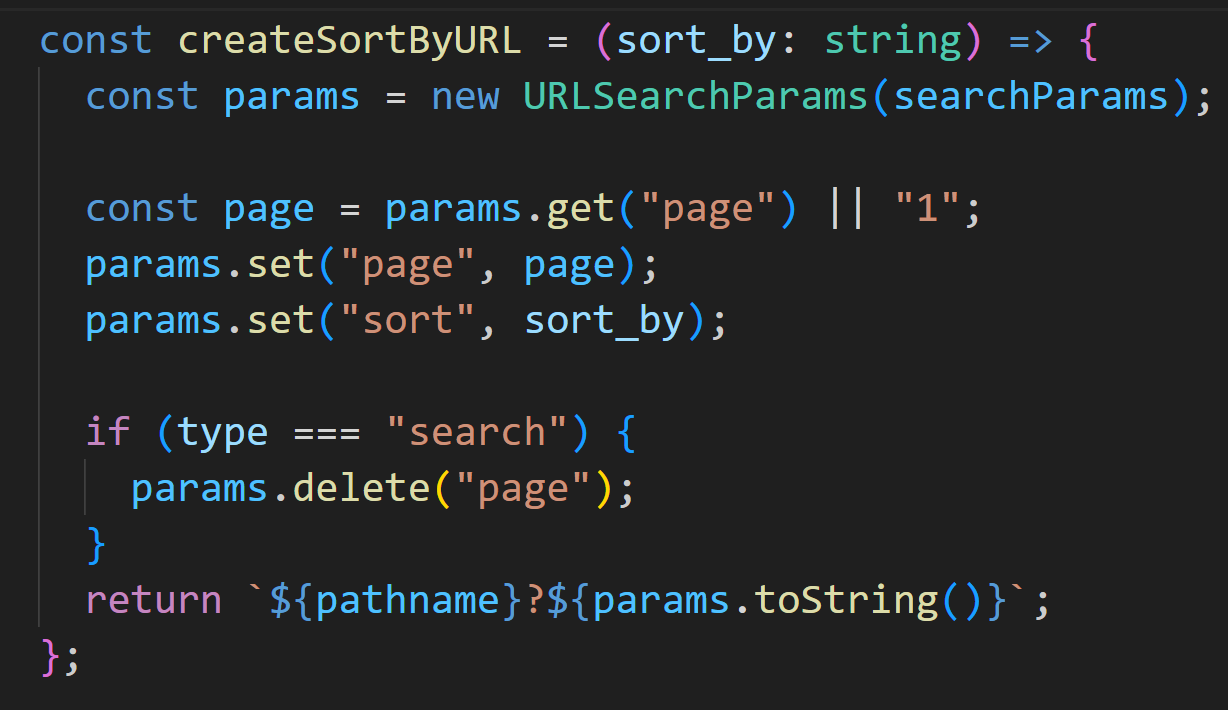 const createSortByURL = (sort_by: string) => {
  const params = new URLSearchParams(searchParams);

  const page = params.get("page") || "1";
  params.set("page", page);
  params.set("sort", sort_by);

  if (type === "search") {
    params.delete("page");
  }
  return `${pathname}?${params.toString()}`;
};